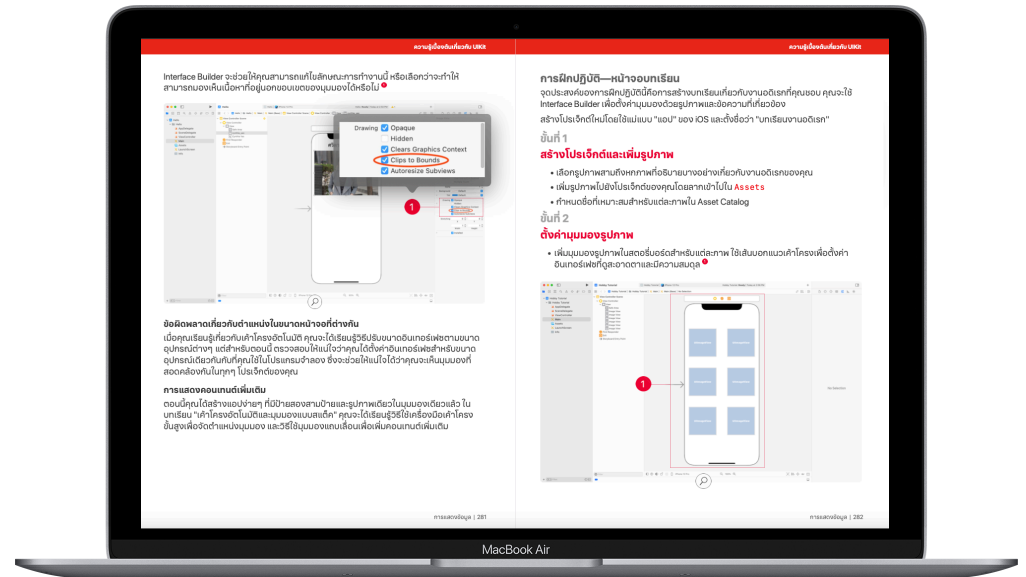 ความรู้เบื้องต้นเกี่ยวกับ UIKit
Interface Builder จะช่วยให้คุณสามารถแก้ไขลักษณะการทำงานนี้ หรือเลือกว่าจะทำให้
สามารถมองเห็นเนื้อหาที่อยู่นอกขอบเขตของมุมมองได้หรือไม่ 1
Drawing Opaque
Hidden
Clears Graphics Context
Clips to Bounds
Autoresize Subviews
1
ข้อผิดพลาดเกี่ยวกับตำแหน่งในขนาดหน้าจอที่ต่างกัน
เมื่อคุณเรียนรู้เกี่ยวกับเค้าโครงอัตโนมัติ คุณจะได้เรียนรู้วิธีปรับขนาดอินเทอร์เฟซตามขนาด
อุปกรณ์ต่างๆ แต่สำหรับตอนนี้ ตรวจสอบให้แน่ใจว่าคุณได้ตั้งค่าอินเทอร์เฟซสำหรับขนาด
อุปกรณ์เดียวกันกับที่คุณใช้ในโปรแกรมจำลอง ซึ่งจะช่วยให้แน่ใจได้ว่าคุณจะเห็นมุมมองที่
สอดคล้องกันในทุกๆ โปรเจ็กต์ของคุณ
การแสดงคอนเทนต์เพิ่มเติม
ตอนนี้คุณได้สร้างแอปง่ายๆ ที่มีป้ายสองสามป้ายและรูปภาพเดียวในมุมมองเดียวแล้ว ใน
บทเรียน "เค้าโครงอัตโนมัติและมุมมองแบบสแต็ค" คุณจะได้เรียนรู้วิธีใช้เครื่องมือเค้าโครง
ขั้นสูงเพื่อจัดตำแหน่งมุมมอง และวิธีใช้มุมมองแถบเลื่อนเพื่อเพิ่มคอนเทนต์เพิ่มเติม
การแสดงข้อมูล | 281
ความรู้เบื้องต้นเกี่ยวกับ UIKit
การฝึกปฏิบัติ—หน้าจอบทเรียน
จุดประสงค์ของการฝึกปฏิบัตินี้คือการสร้างบทเรียนเกี่ยวกับงานอดิเรกที่คุณชอบ คุณจะใช้
Interface Builder เพื่อตั้งค่ามุมมองด้วยรูปภาพและข้อความที่เกี่ยวข้อง
สร้างโปรเจ็กต์ใหม่โดยใช้แม่แบบ "แอป" ของ iOS และตั้งชื่อว่า "บทเรียนงานอดิเรก"
ขั้นที่ 1
สร้างโปรเจ็กต์และเพิ่มรูปภาพ
• เลือกรูปภาพสามถึงหกภาพที่อธิบายบางอย่างเกี่ยวกับงานอดิเรกของคุณ
• เพิ่มรูปภาพไปยังโปรเจ็กต์ของคุณโดยลากเข้าไปใน Assets
• กำหนดชื่อที่เหมาะสมสำหรับแต่ละภาพใน Asset Catalog
ขั้นที่ 2
ตั้งค่ามุมมองรูปภาพ
• เพิ่มมุมมองรูปภาพในสตอรี่บอร์ดสำหรับแต่ละภาพ ใช้เส้นบอกแนวเค้าโครงเพื่อตั้งค่า
อินเทอร์เฟซที่ดูสะอาดตาและมีความสมดุล 1
1
No Selection
การแสดงข้อมูล | 282
MacBook Air